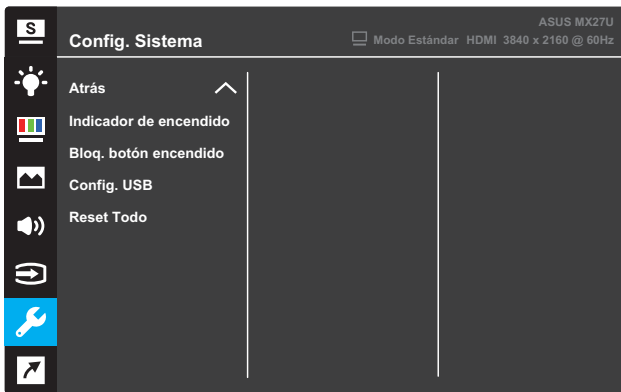 S
ASUS MX27U
Config. Sistema
Modo Estándar HDMI 3840 x 2160 @ 60Hz
Atrás
Indicador de encendido
Bloq. botón encendido
Config. USB
Reset Todo